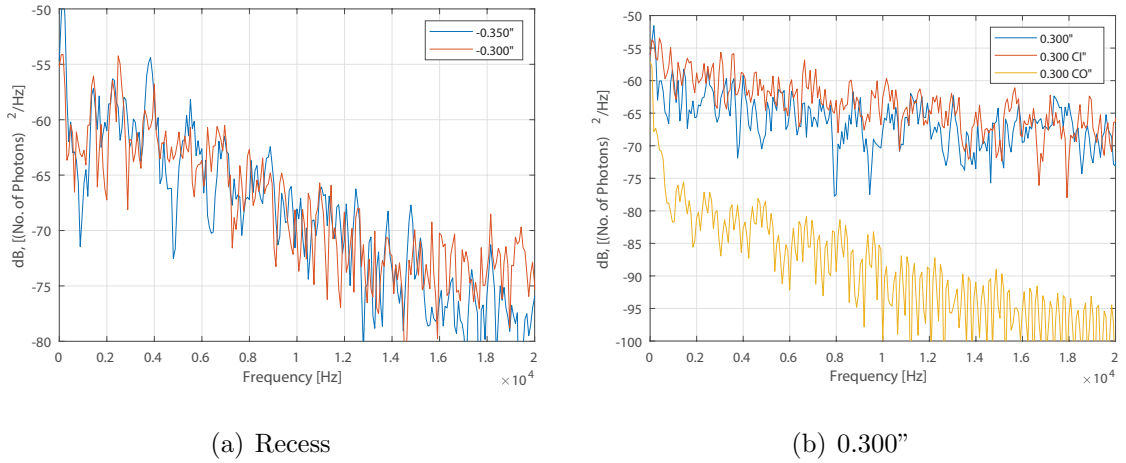 -50
-55
-60
-65
-70
-75
-80
dB, [(No. of Photons) ²/Hz]
-0.350"
-0.300"
0 0.2 0.4 0.6 0.8 1 1.2 1.4 1.6 1.8 2
Frequency [Hz]
× 10⁴
(a) Recess
-50
-55
-60
-65
-70
-75
-80
-85
-90
-95
-100
dB, [(No. of Photons) ²/Hz]
0.300"
0.300 CI"
0.300 CO"
0 0.2 0.4 0.6 0.8 1 1.2 1.4 1.6 1.8 2
Frequency [Hz]
× 10⁴
(b) 0.300”